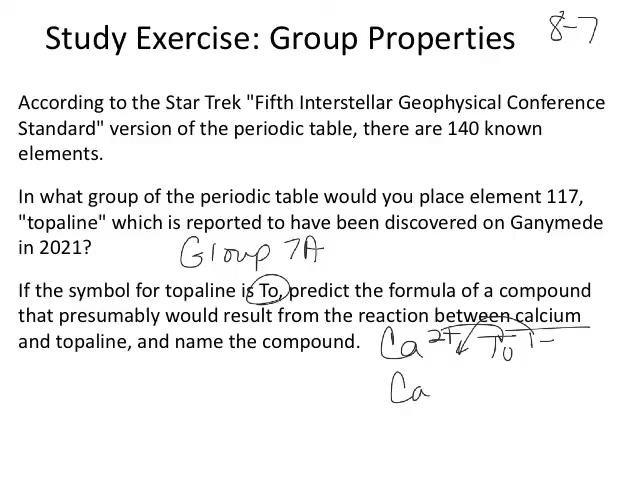 Study Exercise: Group Properties 8-7
According to the Star Trek "Fifth Interstellar Geophysical Conference
Standard" version of the periodic table, there are 140 known
elements.
In what group of the periodic table would you place element 117,
"topaline" which is reported to have been discovered on Ganymede
in 2021? Group 7A
If the symbol for topaline is To, predict the formula of a compound
that presumably would result from the reaction between calcium
and topaline, and name the compound. Ca 2+ To 1-
Ca